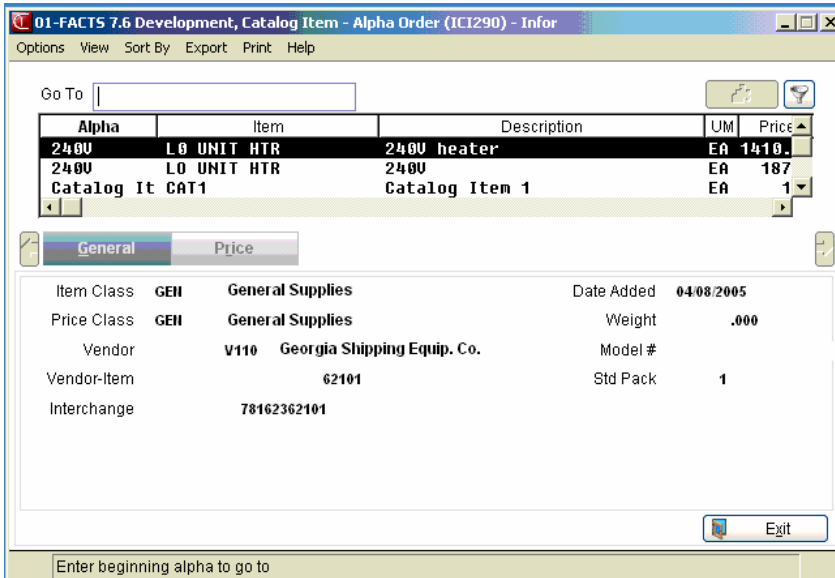 01-FACTS 7.6 Development, Catalog Item - Alpha Order (ICI290) - Infor
Options View Sort By Export Print Help
Go To
Alpha Item Description UM Price
240V L0 UNIT HTR 240V heater EA 1410.
240V LO UNIT HTR 240V EA 187
Catalog It CAT1 Catalog Item 1 EA 1
General Price
Item Class GEN General Supplies Date Added 04/08/2005
Price Class GEN General Supplies Weight .000
Vendor V110 Georgia Shipping Equip. Co. Model #
Vendor-Item 62101 Std Pack 1
Interchange 78162362101
Exit
Enter beginning alpha to go to